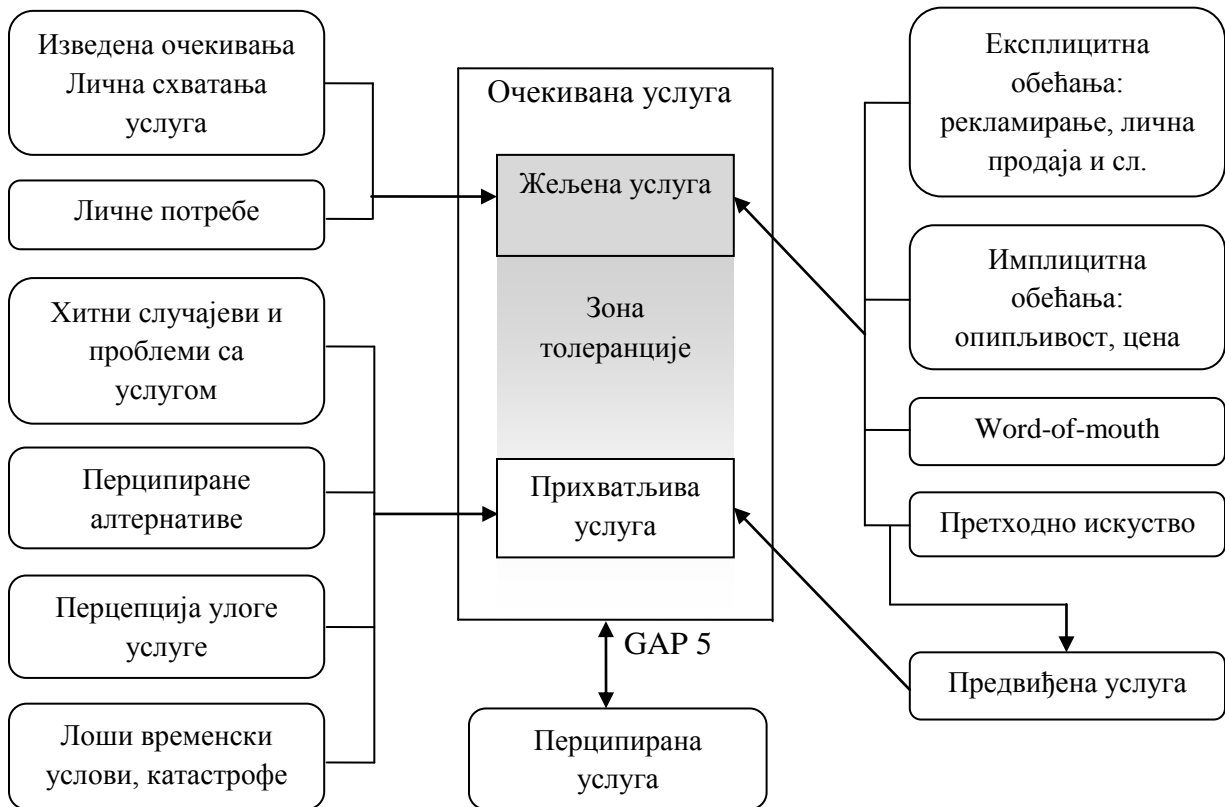 Изведена очекивања
Лична схватања
услуга
Личне потребе
Хитни случајеви и
проблеми са
услугом
Перципиране
алтернативе
Перцепција улоге
услуге
Лоши временски
услови, катастрофе
Очекивана услуга
Жељена услуга
Зона
толеранције
Прихватљива
услуга
GAP 5
Перципирана
услуга
Експлицитна
обећања:
рекламирање, лична
продаја и сл.
Имплицитна
обећања:
опипљивост, цена
Word-of-mouth
Претходно искуство
Предвиђена услуга